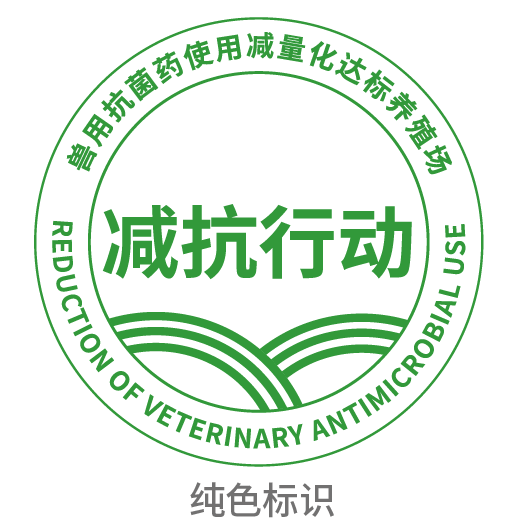 兽用抗菌药使用减量化达标养殖场
减抗行动
REDUCTION OF VETERINARY ANTIMICROBIAL USE
纯色标识